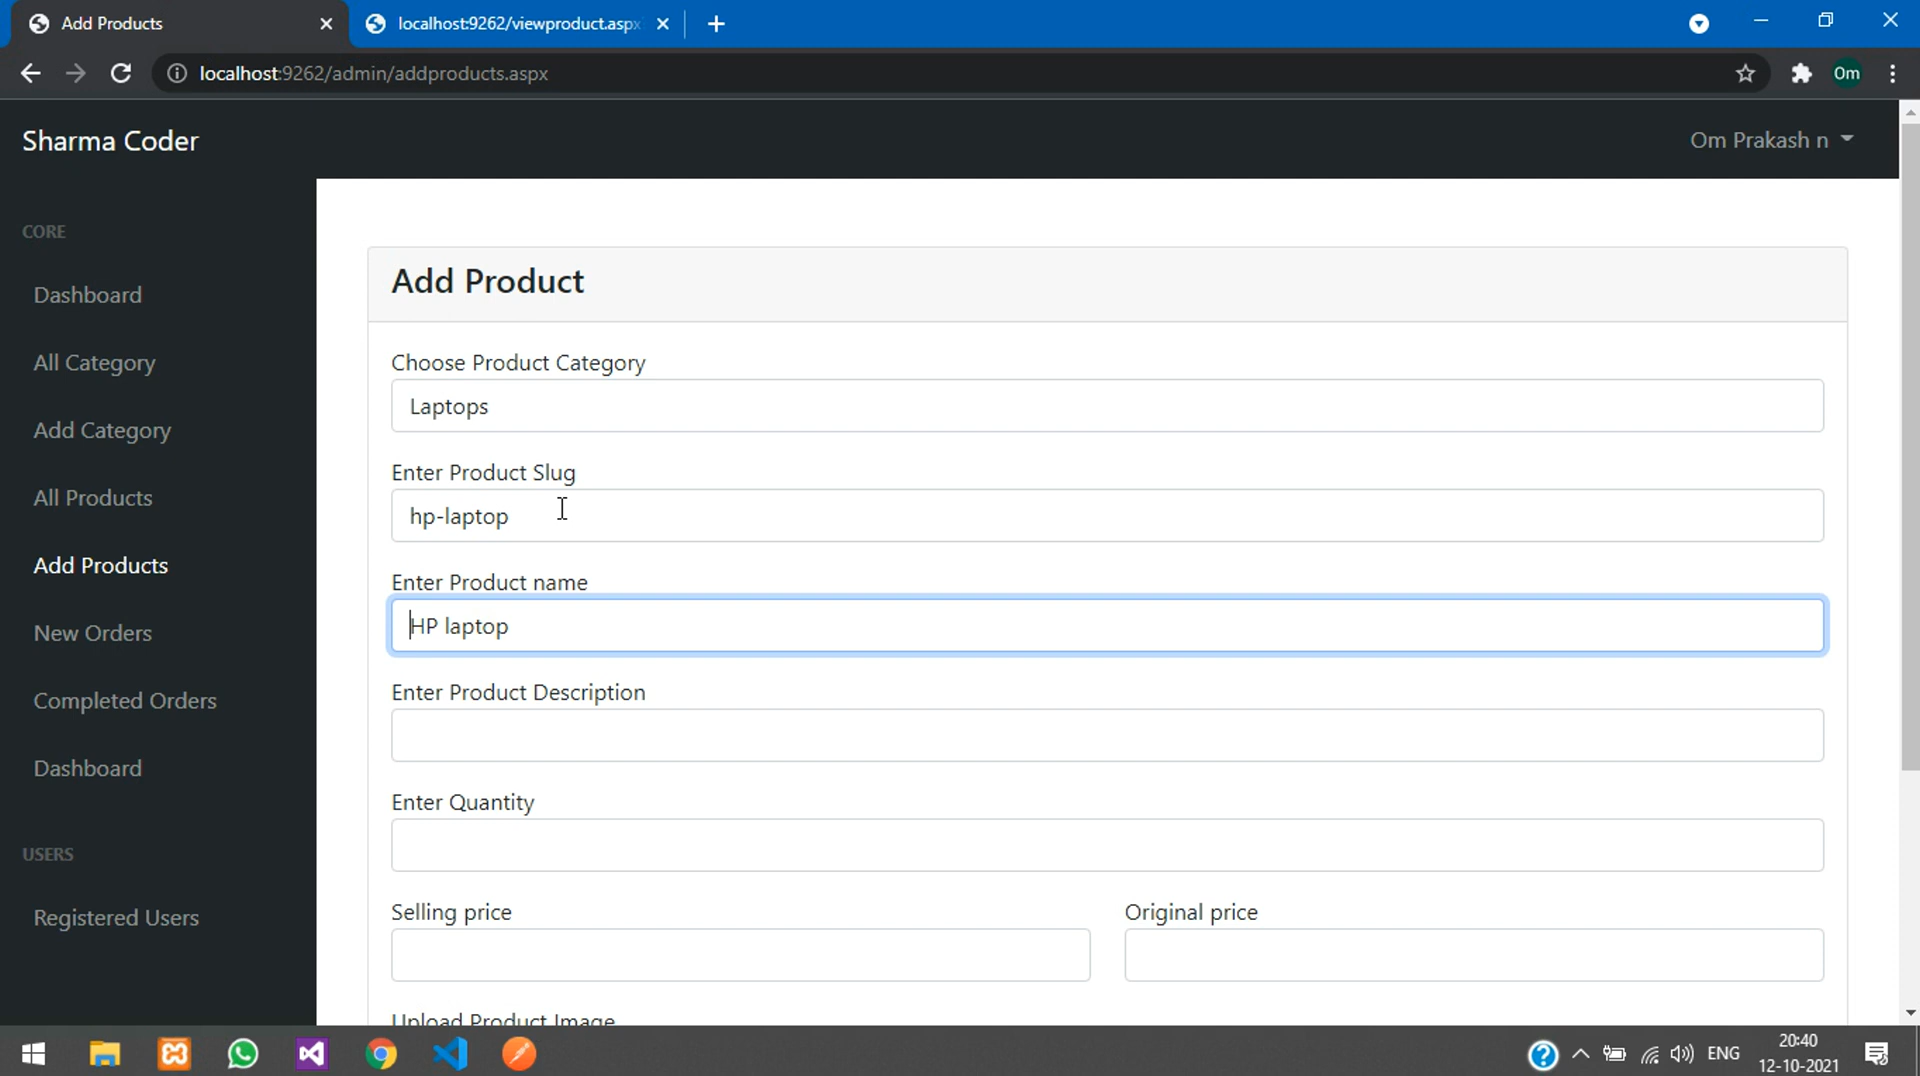 Add Products
localhost:9262/viewproduct.aspx
localhost:9262/admin/addproducts.aspx
Om
Sharma Coder
Om Prakash n
CORE
Dashboard
All Category
Add Category
All Products
Add Products
New Orders
Completed Orders
Dashboard
USERS
Registered Users
Add Product
Choose Product Category
Laptops
Enter Product Slug
hp-laptop
Enter Product name
HP laptop
Enter Product Description
Enter Quantity
Selling price
Original price
Upload Product Image
ENG
20:40
12-10-2021